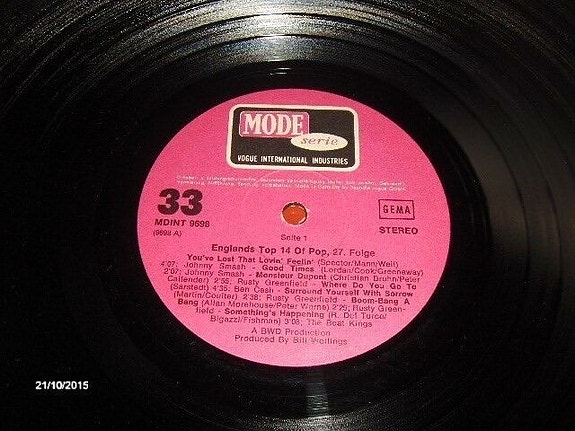 MODE
serie
VOGUE INTERNATIONAL INDUSTRIES
33
MDINT 9698
(9698 A)
GEMA
STEREO
Seite 1
Englands Top 14 Of Pop, 27. Folge
You've Lost That Lovin' Feelin' (Spector/Mann/Weil)
4:07; Johnny Smash - Good Times (Lordau/Cook/Greenaway)
2:07; Johnny Smash - Monsieur Dupont (Christian Bruhn/Peter
Callender) 2:55; Rusty Greenfield - Where Do You Go To
(Sarstedt) 4:35; Ben Cash - Surround Yourself With Sorrow
(Martin/Coulter) 2:38; Rusty Greenfield - Boom-Bang A
Bang (Allan Morehouse/Peter Warne) 2:29; Rusty Green-
field - Something's Happening (R. Del Turco/
Bigazzi/Fishman) 3:08; The Beat Kings
A BWD Production
Produced By Bill Wellings
21/10/2015